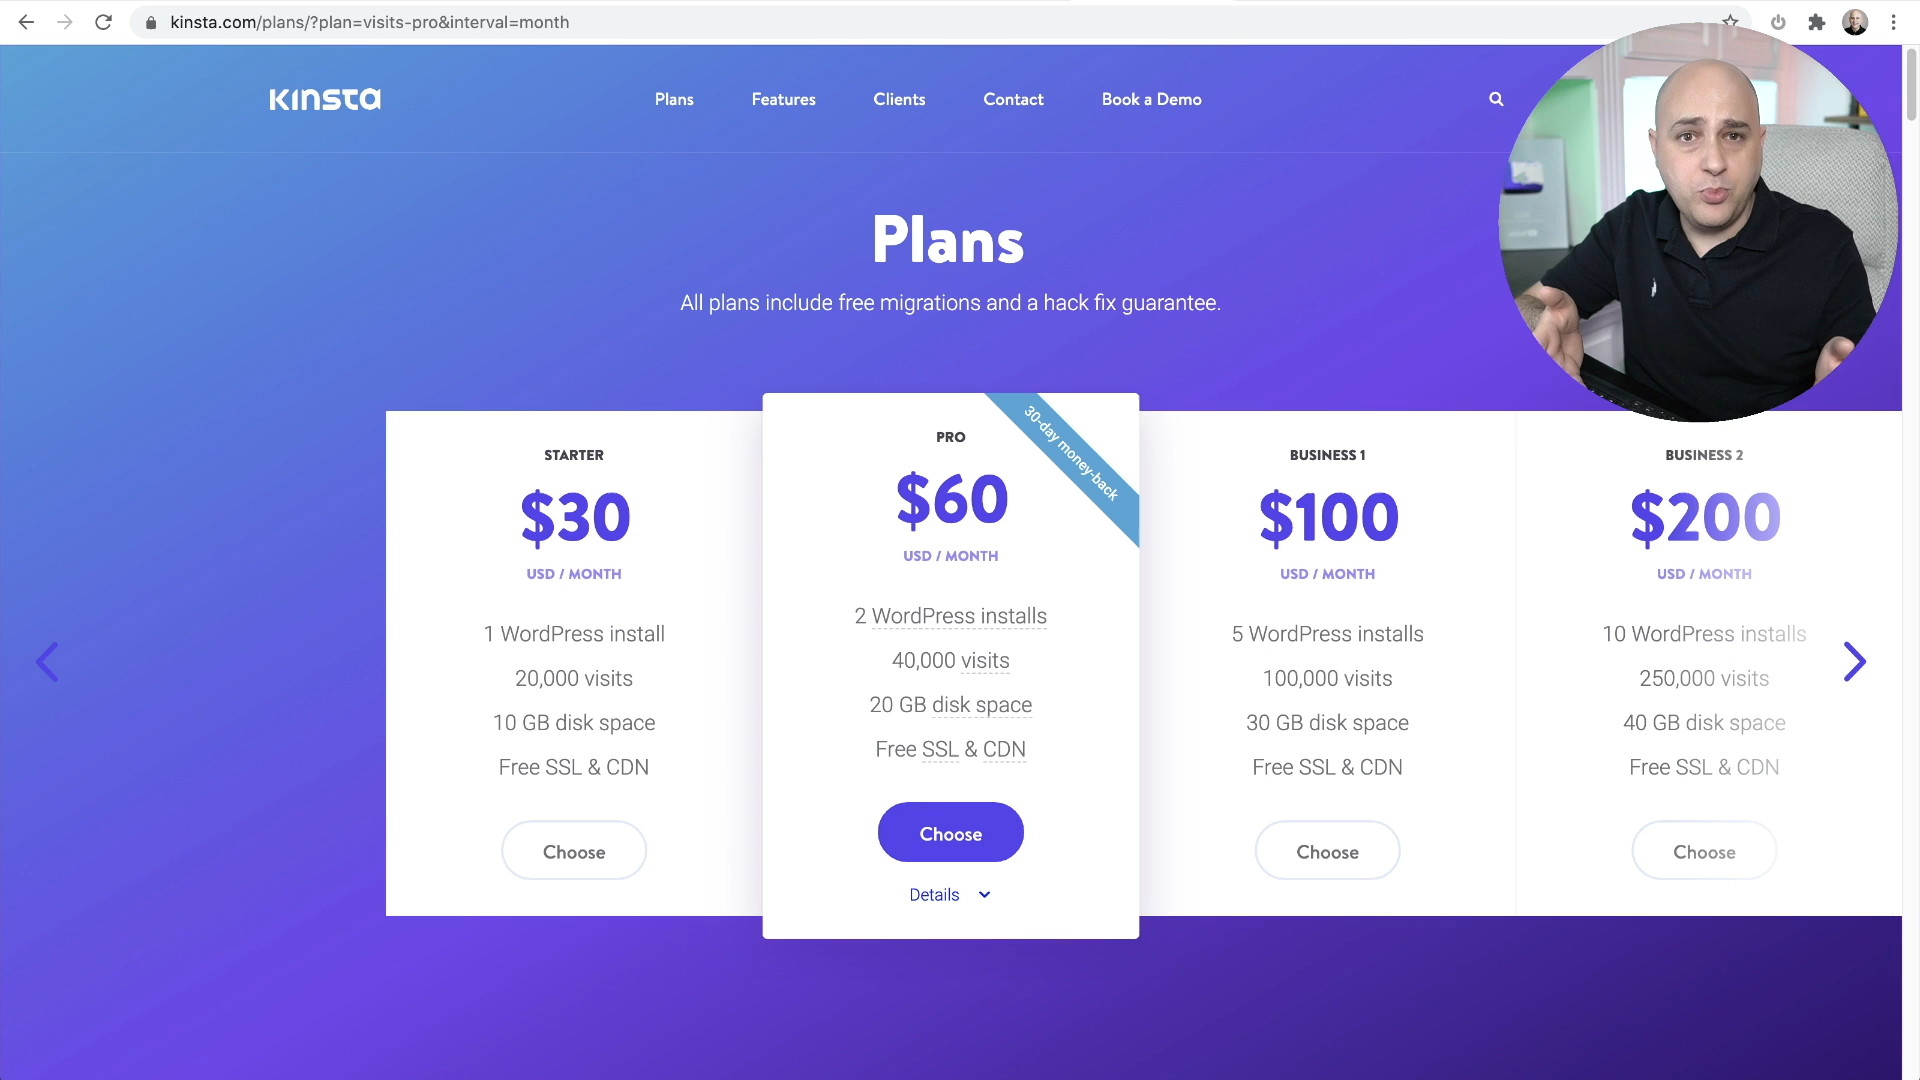 kinsta.com/plans/?plan=visits-pro&interval=month
KINSTA
Plans
Features
Clients
Contact
Book a Demo
Plans
All plans include free migrations and a hack fix guarantee.
STARTER
$30
USD / MONTH
1 WordPress install
20,000 visits
10 GB disk space
Free SSL & CDN
Choose
30-day money-back
PRO
$60
USD / MONTH
2 WordPress installs
40,000 visits
20 GB disk space
Free SSL & CDN
Choose
Details
BUSINESS 1
$100
USD / MONTH
5 WordPress installs
100,000 visits
30 GB disk space
Free SSL & CDN
Choose
BUSINESS 2
$200
USD / MONTH
10 WordPress installs
250,000 visits
40 GB disk space
Free SSL & CDN
Choose